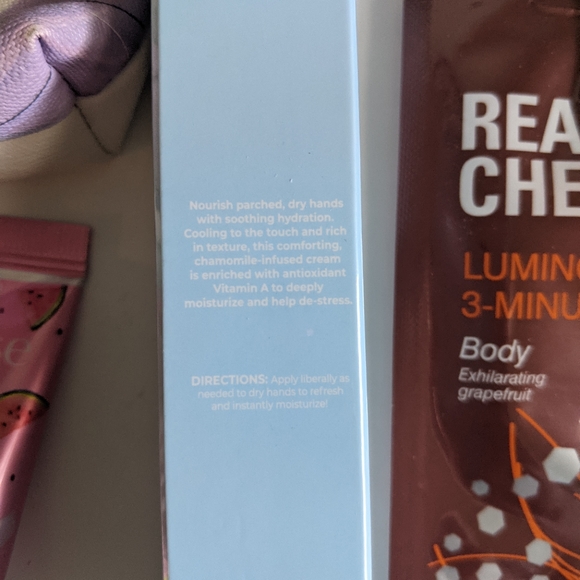 Nourish parched, dry hands
with soothing hydration.
Cooling to the touch and rich
in texture, this comforting,
chamomile-infused cream
is enriched with antioxidant
Vitamin A to deeply
moisturize and help de-stress.
DIRECTIONS: Apply liberally as
needed to dry hands to refresh
and instantly moisturize!
REA
CHE
LUMINO
3-MINU
Body
Exhilarating
grapefruit